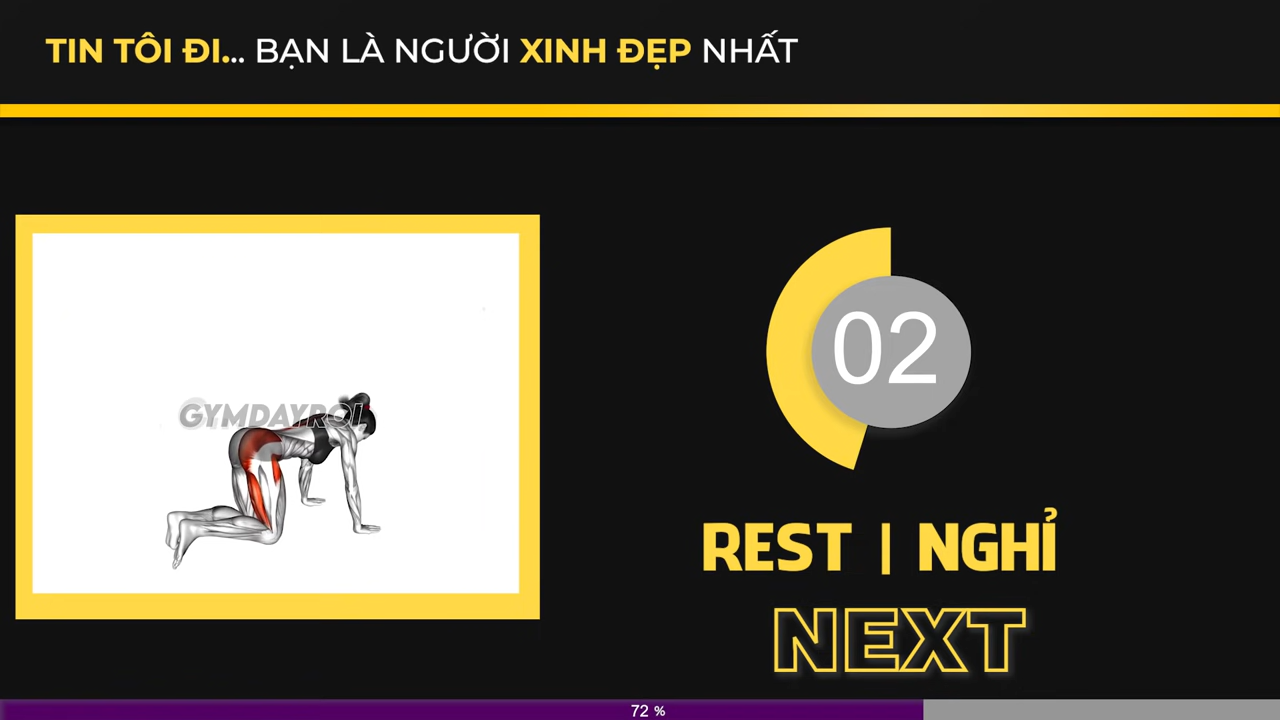 TIN TÔI ĐI... BẠN LÀ NGƯỜI XINH ĐẸP NHẤT
GYMDAYROI
02
REST | NGHỈ
NEXT
72 %